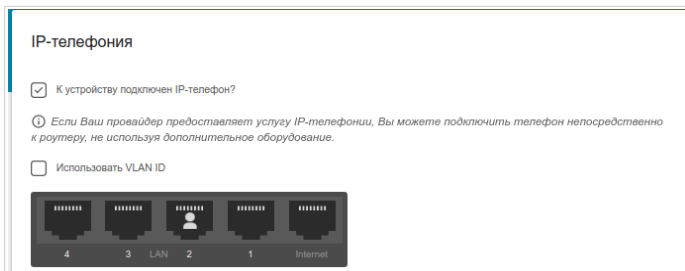 IP-телефония
К устройству подключен IP-телефон?
Если Ваш провайдер предоставляет услугу IP-телефонии, Вы можете подключить телефон непосредственно
к роутеру, не используя дополнительное оборудование.
Использовать VLAN ID
4 3 LAN 2 1 Internet